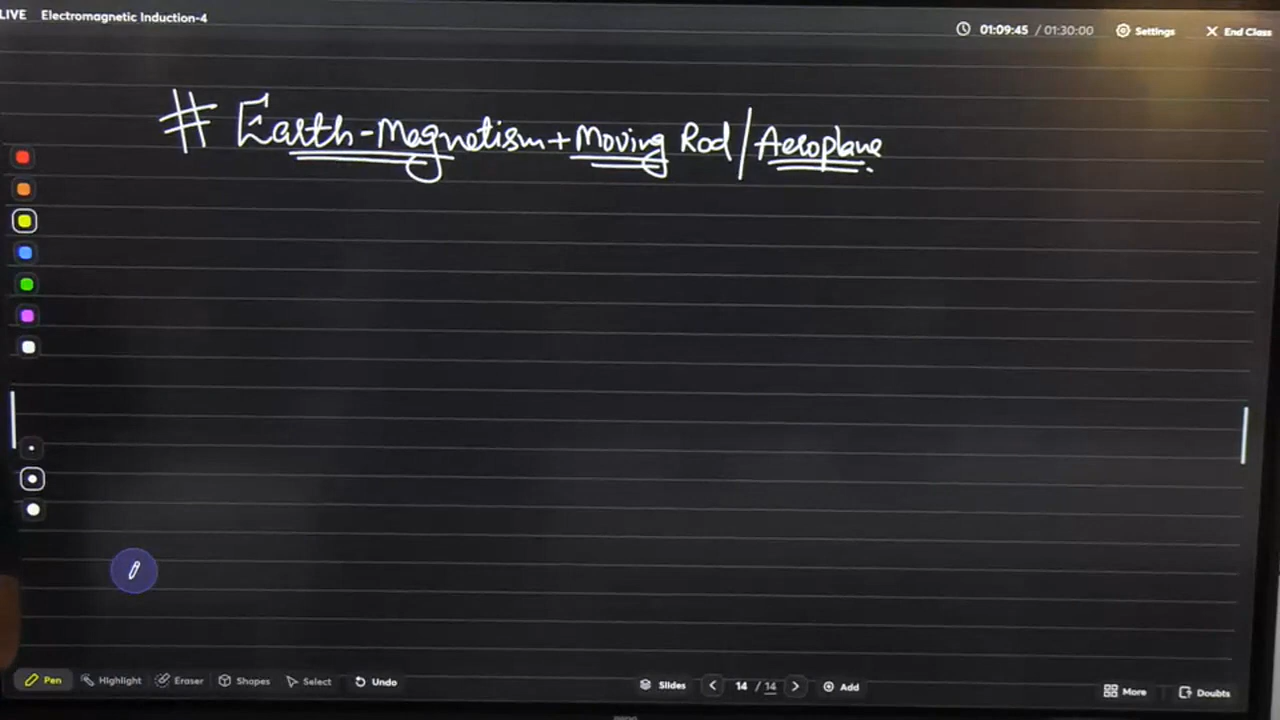 LIVE Electromagnetic Induction-4
01:09:45 / 01:30:00 Settings End Class
# Earth-Magnetism+Moving Rod/Aeroplane.
Pen Highlight Eraser Shapes Select Undo Slides 14 / 14 Add More Doubts